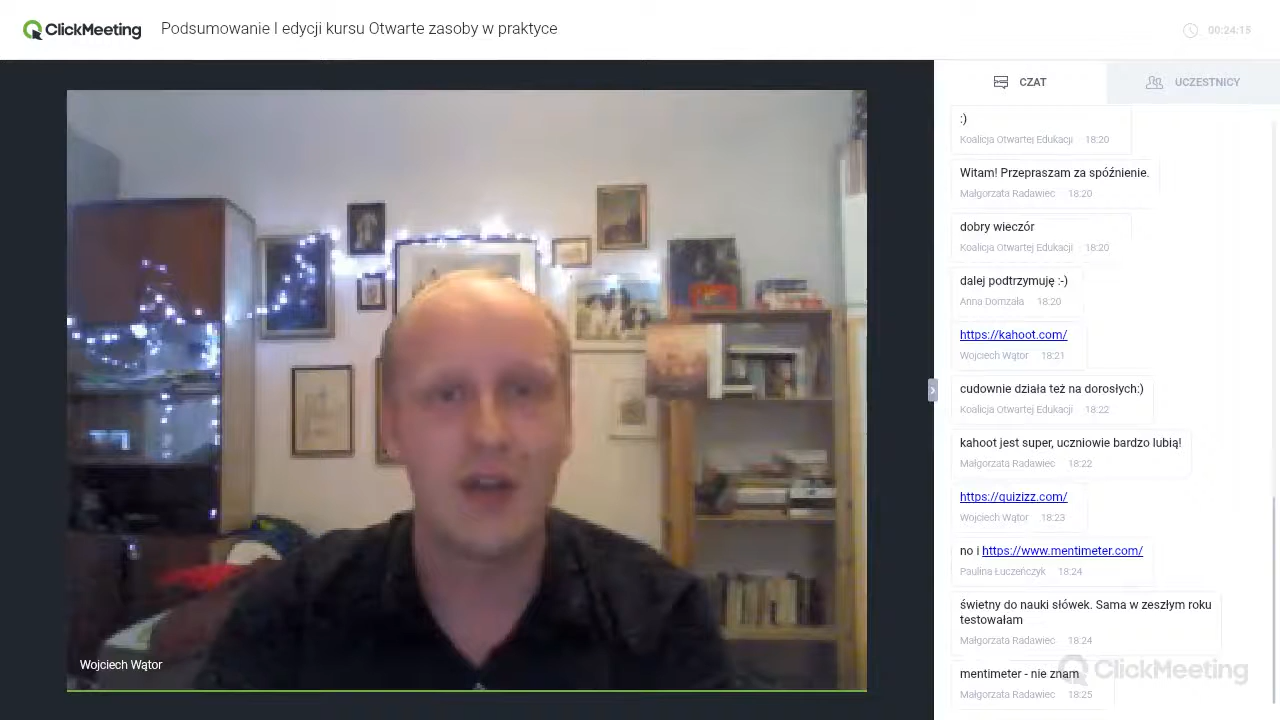 ClickMeeting
Podsumowanie I edycji kursu Otwarte zasoby w praktyce
00:24:15
CZAT
UCZESTNICY
:)
Koalicja Otwartej Edukacji 18:20
Witam! Przepraszam za spóźnienie.
Małgorzata Radawiec 18:20
dobry wieczór
Koalicja Otwartej Edukacji 18:20
dalej podtrzymuję :-)
Anna Domzała 18:20
https://kahoot.com/
Wojciech Wątor 18:21
cudownie działa też na dorosłych:)
Koalicja Otwartej Edukacji 18:22
kahoot jest super, uczniowie bardzo lubią!
Małgorzata Radawiec 18:22
https://quizizz.com/
Wojciech Wątor 18:23
no i https://www.mentimeter.com/
Paulina Łuczeńczyk 18:24
świetny do nauki słówek. Sama w zeszłym roku
testowałam
Małgorzata Radawiec 18:24
mentimeter - nie znam
Małgorzata Radawiec 18:25
ClickMeeting
Wojciech Wątor